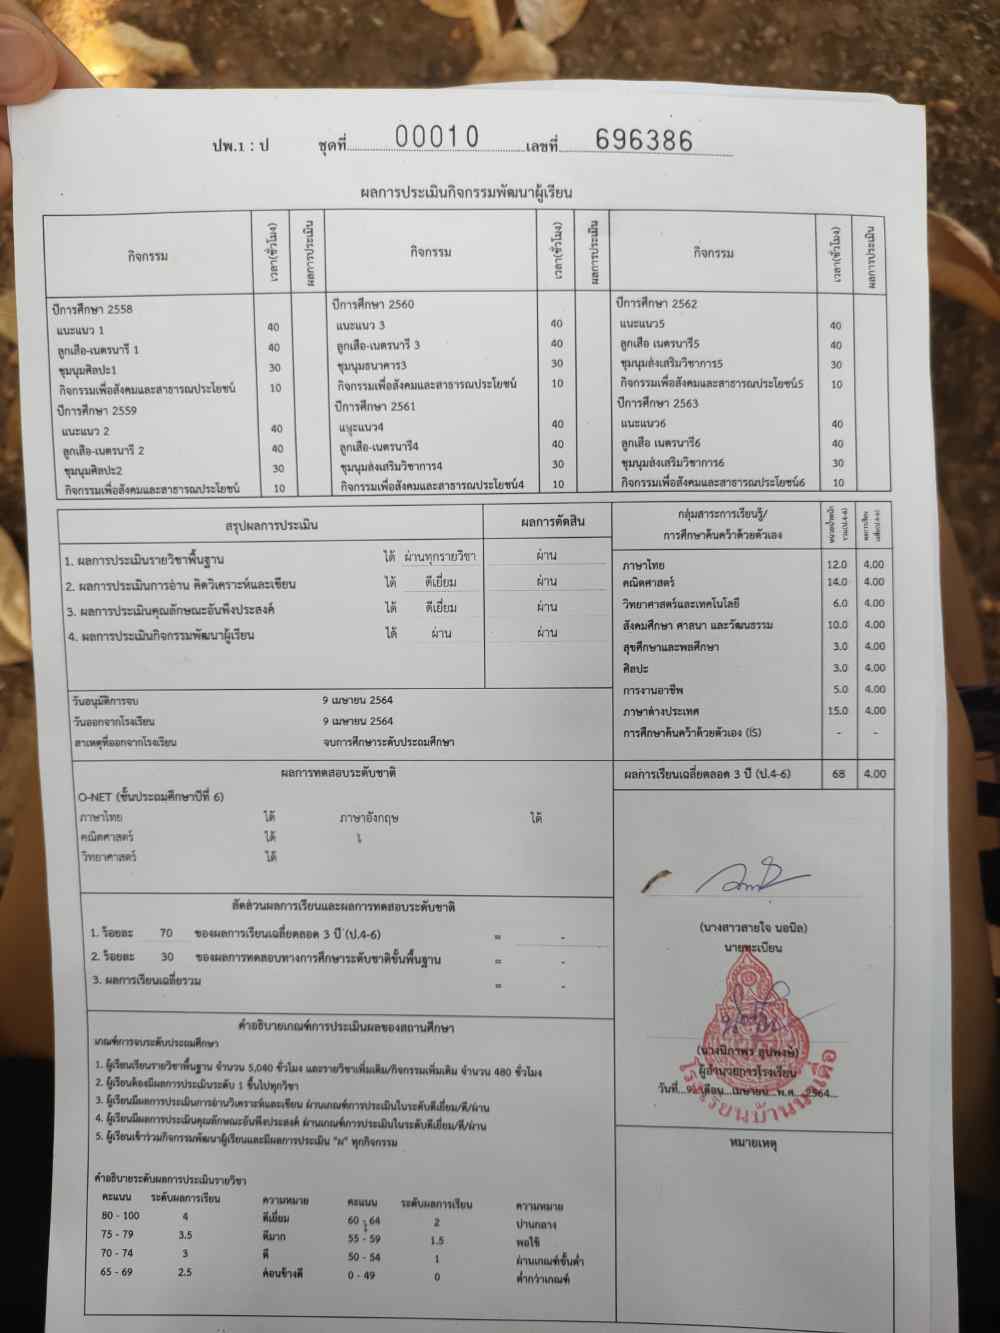 ปพ.1 : ป ชุดที่ 00010 เลขที่ 696386
ผลการประเมินกิจกรรมพัฒนาผู้เรียน
กิจกรรม เวลา(ชั่วโมง) ผลการประเมิน กิจกรรม เวลา(ชั่วโมง) ผลการประเมิน กิจกรรม เวลา(ชั่วโมง) ผลการประเมิน
ปีการศึกษา 2558
แนะแนว 1 40
ลูกเสือ-เนตรนารี 1 40
ชุมนุมศิลปะ1 30
กิจกรรมเพื่อสังคมและสาธารณประโยชน์ 10
ปีการศึกษา 2559
แนะแนว 2 40
ลูกเสือ-เนตรนารี 2 40
ชุมนุมศิลปะ2 30
กิจกรรมเพื่อสังคมและสาธารณประโยชน์ 10
ปีการศึกษา 2560
แนะแนว 3 40
ลูกเสือ-เนตรนารี 3 40
ชุมนุมธนาคาร3 30
กิจกรรมเพื่อสังคมและสาธารณประโยชน์ 10
ปีการศึกษา 2561
แนะแนว4 40
ลูกเสือ-เนตรนารี4 40
ชุมนุมส่งเสริมวิชาการ4 30
กิจกรรมเพื่อสังคมและสาธารณประโยชน์4 10
ปีการศึกษา 2562
แนะแนว5 40
ลูกเสือ เนตรนารี5 40
ชุมนุมส่งเสริมวิชาการ5 30
กิจกรรมเพื่อสังคมและสาธารณประโยชน์5 10
ปีการศึกษา 2563
แนะแนว6 40
ลูกเสือ เนตรนารี6 40
ชุมนุมส่งเสริมวิชาการ6 30
กิจกรรมเพื่อสังคมและสาธารณประโยชน์6 10
สรุปผลการประเมิน ผลการตัดสิน
1. ผลการประเมินรายวิชาพื้นฐาน ได้ ผ่านทุกรายวิชา ผ่าน
2. ผลการประเมินการอ่าน คิดวิเคราะห์และเขียน ได้ ดีเยี่ยม ผ่าน
3. ผลการประเมินคุณลักษณะอันพึงประสงค์ ได้ ดีเยี่ยม ผ่าน
4. ผลการประเมินกิจกรรมพัฒนาผู้เรียน ได้ ผ่าน ผ่าน
วันอนุมัติการจบ 9 เมษายน 2564
วันออกจากโรงเรียน 9 เมษายน 2564
สาเหตุที่ออกจากโรงเรียน จบการศึกษาระดับประถมศึกษา
กลุ่มสาระการเรียนรู้/
การศึกษาค้นคว้าด้วยตัวเอง
ภาษาไทย 12.0 4.00
คณิตศาสตร์ 14.0 4.00
วิทยาศาสตร์และเทคโนโลยี 6.0 4.00
สังคมศึกษา ศาสนา และวัฒนธรรม 10.0 4.00
สุขศึกษาและพลศึกษา 3.0 4.00
ศิลปะ 3.0 4.00
การงานอาชีพ 5.0 4.00
ภาษาต่างประเทศ 15.0 4.00
การศึกษาค้นคว้าด้วยตัวเอง (IS) - -
ผลการเรียนเฉลี่ยตลอด 3 ปี (ป.4-6) 68 4.00
ผลการทดสอบระดับชาติ
O-NET (ชั้นประถมศึกษาปีที่ 6)
ภาษาไทย ได้ ภาษาอังกฤษ ได้
คณิตศาสตร์ ได้
วิทยาศาสตร์ ได้
สัดส่วนผลการเรียนและผลการทดสอบระดับชาติ
1. ร้อยละ 70 ของผลการเรียนเฉลี่ยตลอด 3 ปี (ป.4-6) = -
2. ร้อยละ 30 ของผลการทดสอบทางการศึกษาระดับชาติขั้นพื้นฐาน = -
3. ผลการเรียนเฉลี่ยรวม = -
(นางสาวสายใจ นอนิล)
นายทะเบียน
ผู้อำนวยการโรงเรียน
วันที่...9...เดือน...เมษายน...พ.ศ....2564...
หมายเหตุ
คำอธิบายเกณฑ์การประเมินผลของสถานศึกษา
เกณฑ์การจบระดับประถมศึกษา
1. ผู้เรียนเรียนรายวิชาพื้นฐาน จำนวน 5,040 ชั่วโมง และรายวิชาเพิ่มเติม/กิจกรรมเพิ่มเติม จำนวน 480 ชั่วโมง
2. ผู้เรียนต้องมีผลการประเมินระดับ 1 ขึ้นไปทุกวิชา
3. ผู้เรียนมีผลการประเมินการอ่านวิเคราะห์และเขียน ผ่านเกณฑ์การประเมินในระดับดีเยี่ยม/ดี/ผ่าน
4. ผู้เรียนมีผลการประเมินคุณลักษณะอันพึงประสงค์ ผ่านเกณฑ์การประเมินในระดับดีเยี่ยม/ดี/ผ่าน
5. ผู้เรียนเข้าร่วมกิจกรรมพัฒนาผู้เรียนและมีผลการประเมิน "ผ" ทุกกิจกรรม
คำอธิบายระดับผลการประเมินรายวิชา
คะแนน ระดับผลการเรียน ความหมาย คะแนน ระดับผลการเรียน ความหมาย
80 - 100 4 ดีเยี่ยม 60 - 64 2 ปานกลาง
75 - 79 3.5 ดีมาก 55 - 59 1.5 พอใช้
70 - 74 3 ดี 50 - 54 1 ผ่านเกณฑ์ขั้นต่ำ
65 - 69 2.5 ค่อนข้างดี 0 - 49 0 ต่ำกว่าเกณฑ์